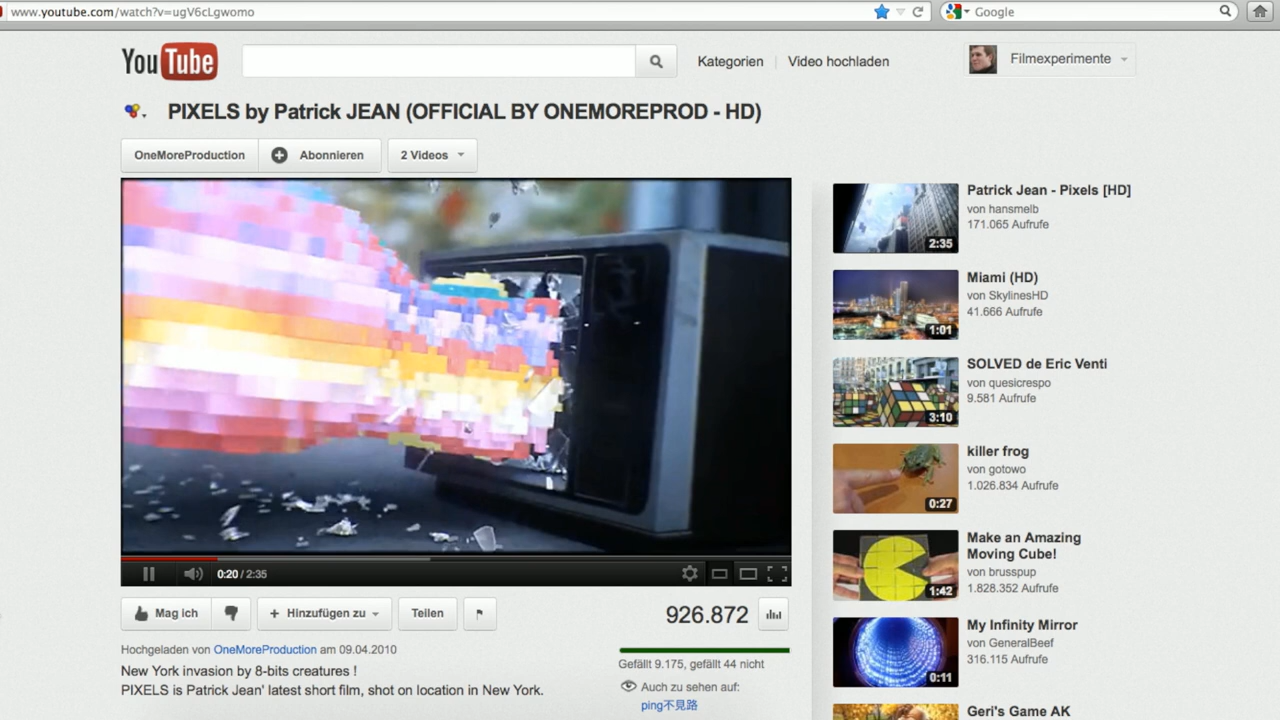 www.youtube.com/watch?v=ugV6cLgwomo
Google
YouTube
Kategorien
Video hochladen
Filmexperimente
PIXELS by Patrick JEAN (OFFICIAL BY ONEMOREPROD - HD)
OneMoreProduction
Abonnieren
2 Videos
0:20 / 2:35
Mag ich
+ Hinzufügen zu
Teilen
926.872
Hochgeladen von OneMoreProduction am 09.04.2010
New York invasion by 8-bits creatures !
PIXELS is Patrick Jean' latest short film, shot on location in New York.
Gefällt 9.175, gefällt 44 nicht
Auch zu sehen auf:
ping不見路
2:35
Patrick Jean - Pixels [HD]
von hansmelb
171.065 Aufrufe
1:01
Miami (HD)
von SkylinesHD
41.666 Aufrufe
3:10
SOLVED de Eric Venti
von quesicrespo
9.581 Aufrufe
0:27
killer frog
von gotowo
1.026.834 Aufrufe
1:42
Make an Amazing
Moving Cube!
von brusspup
1.828.352 Aufrufe
0:11
My Infinity Mirror
von GeneralBeef
316.115 Aufrufe
Geri's Game AK